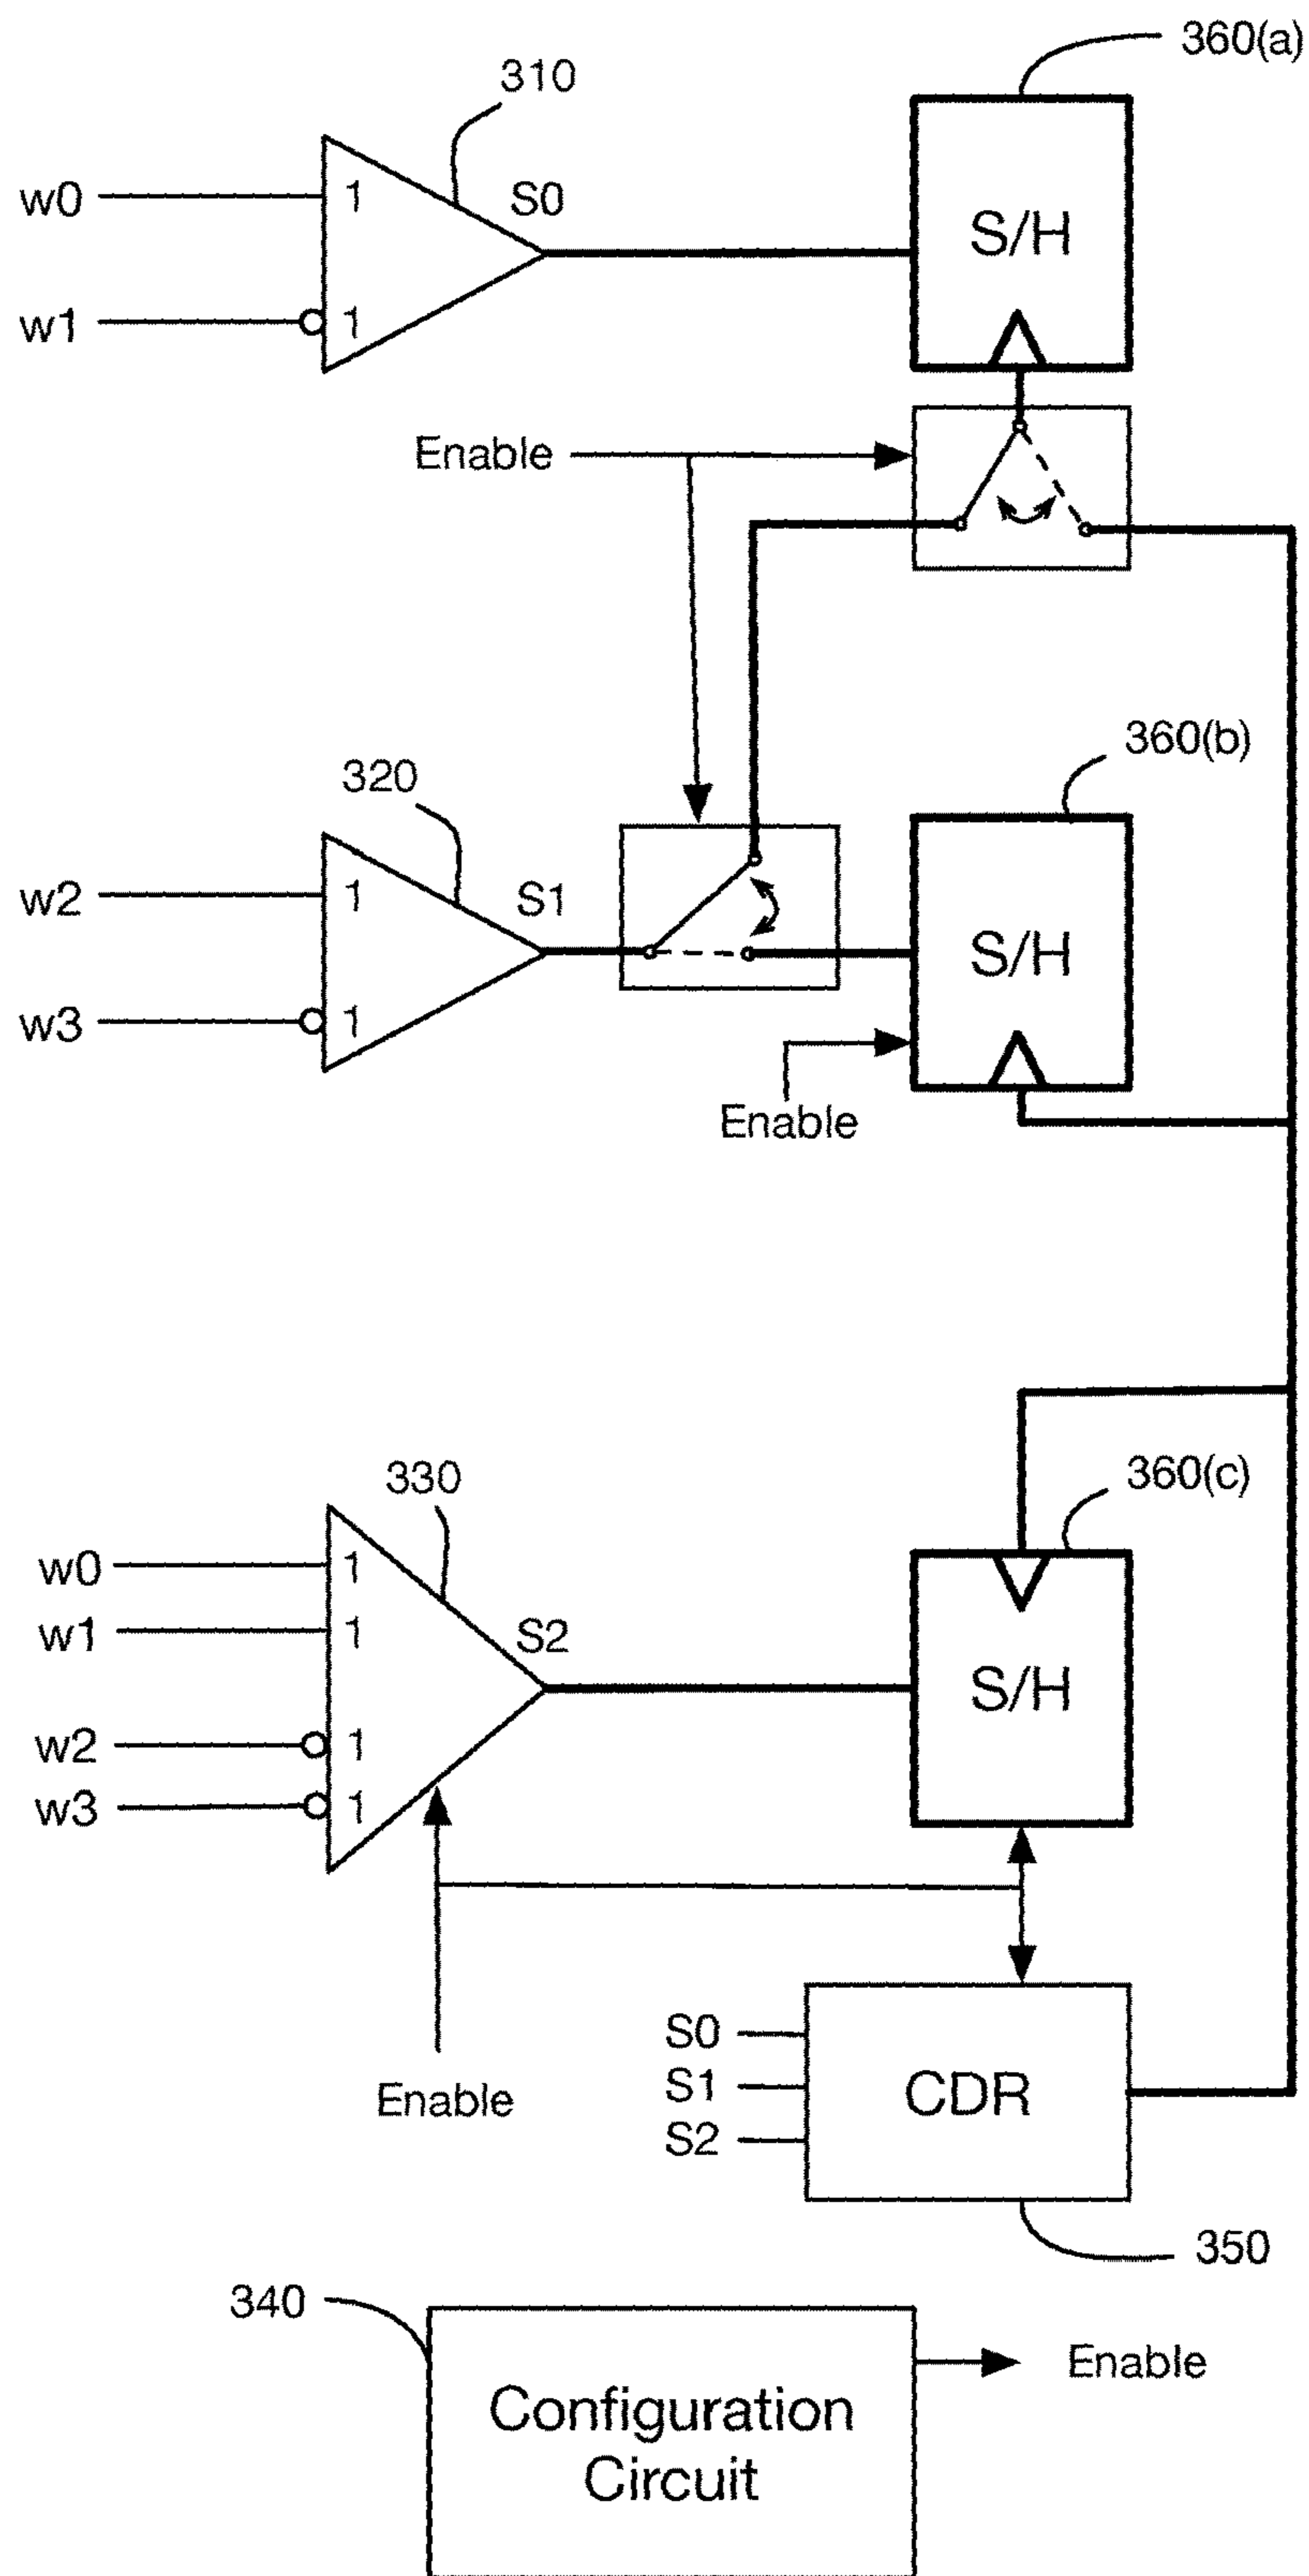 360(a)
310
w0 1 S0
S/H
w1 1
Enable
360(b)
320
w2 1 S1
S/H
w3 1
Enable
330
360(c)
w0 1
w1 1 S2
S/H
w2 1
w3 1
Enable
S0
S1
S2
CDR
350
340
Enable
Configuration
Circuit